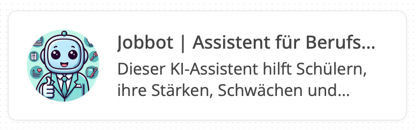 Jobbot | Assistent für Berufs...
Dieser KI-Assistent hilft Schülern,
ihre Stärken, Schwächen und...